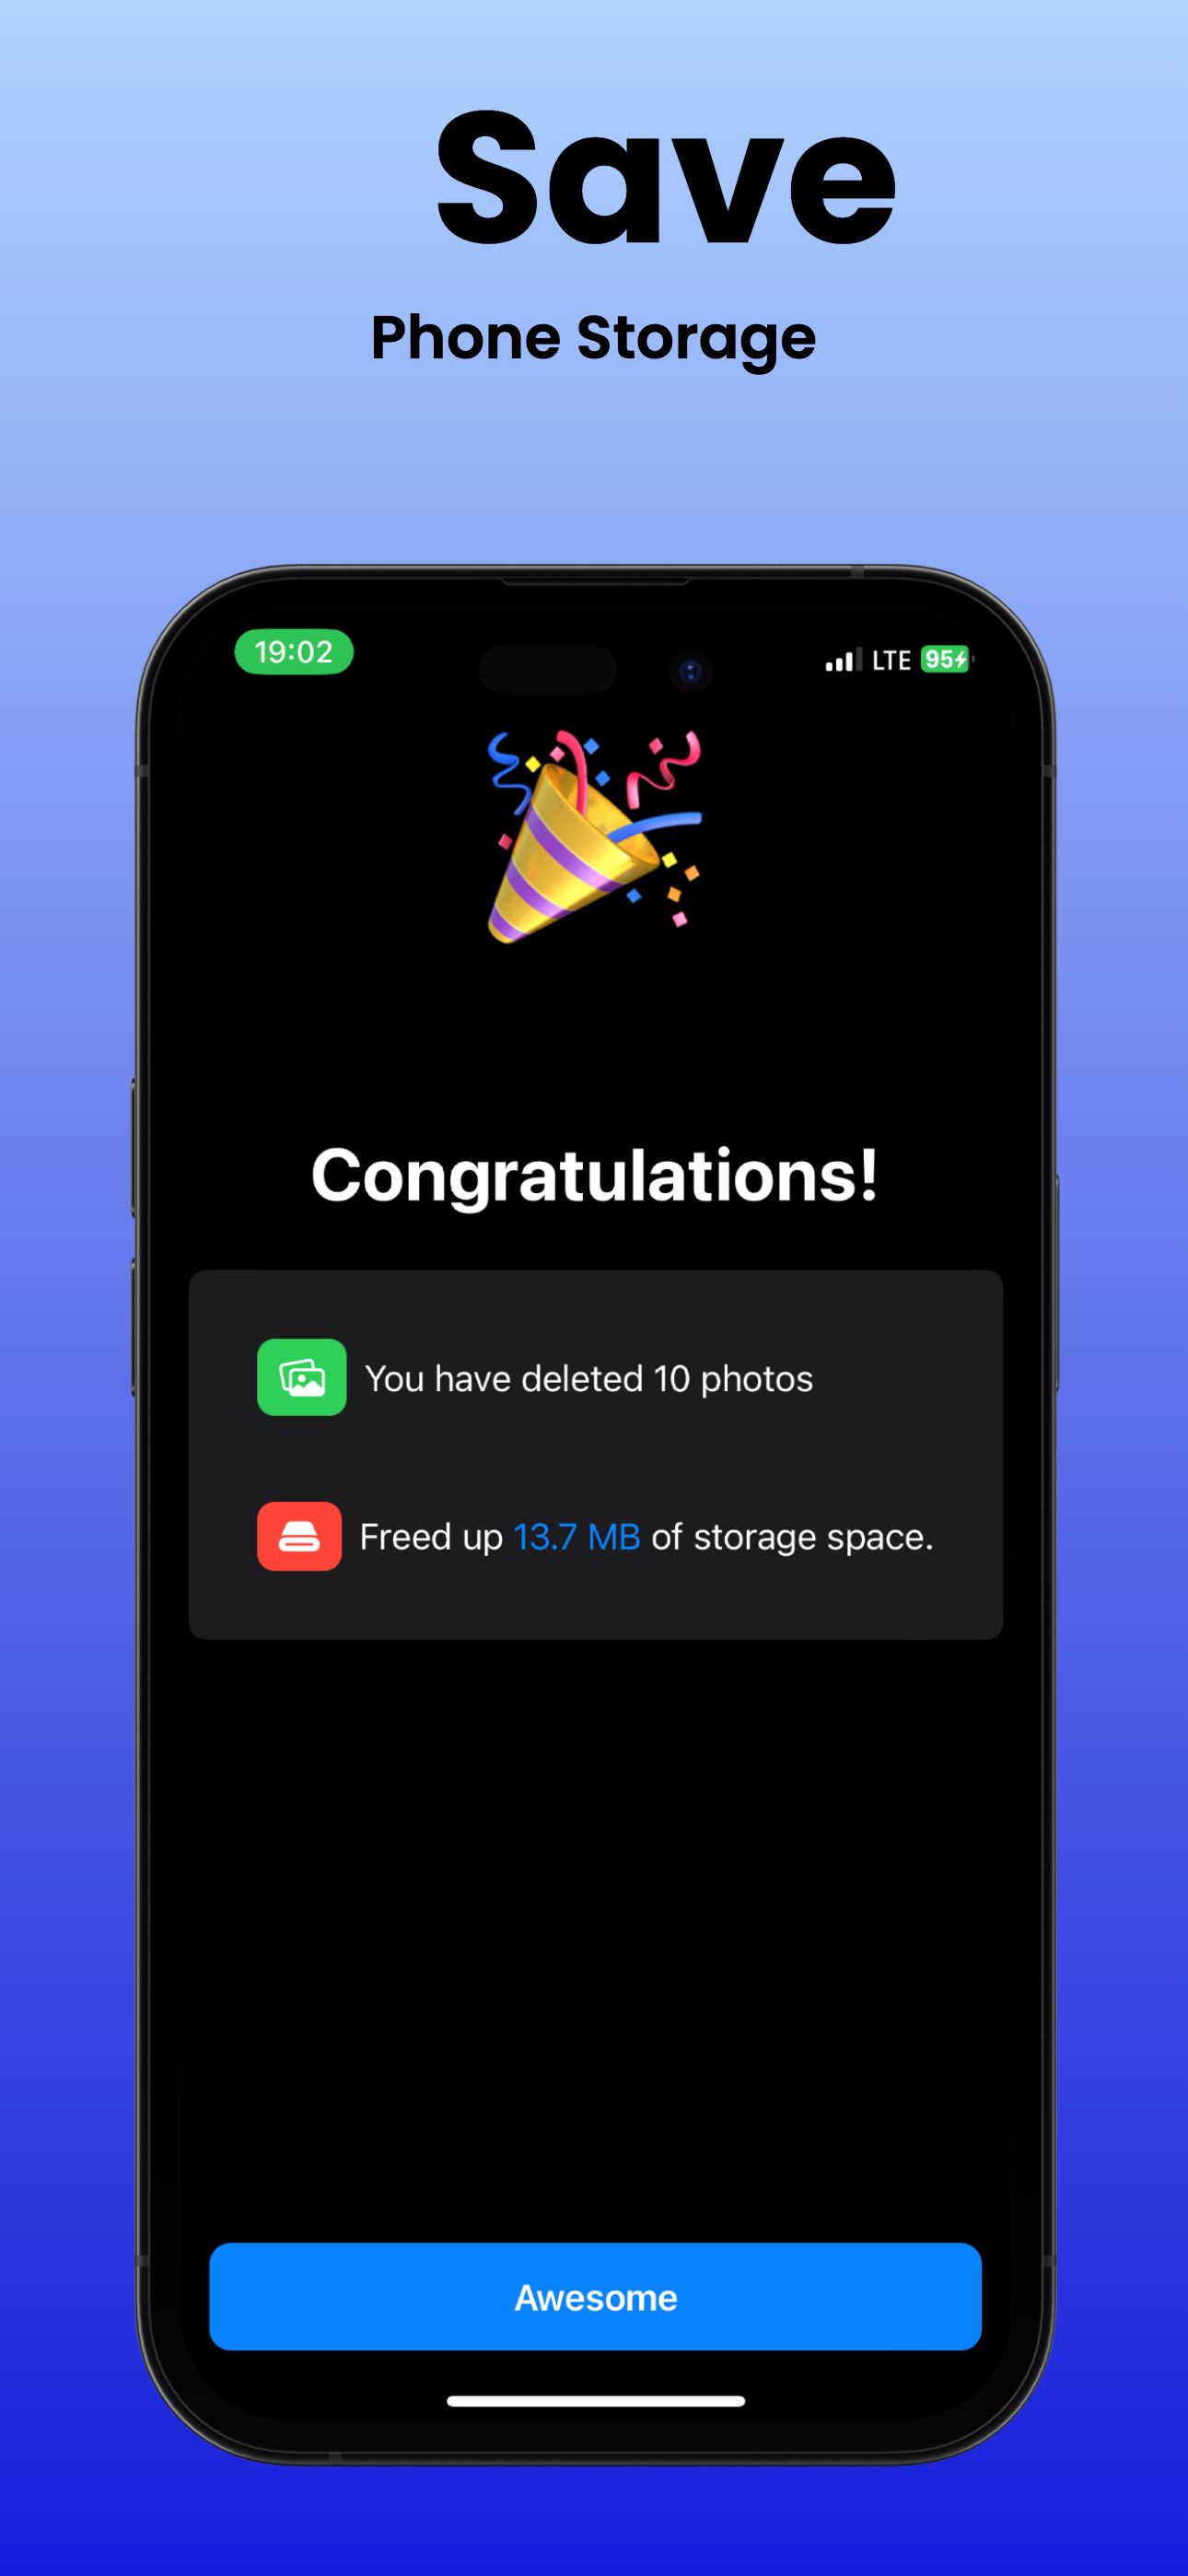 Save
Phone Storage
19:02
LTE 95
Congratulations!
You have deleted 10 photos
Freed up 13.7 MB of storage space.
Awesome